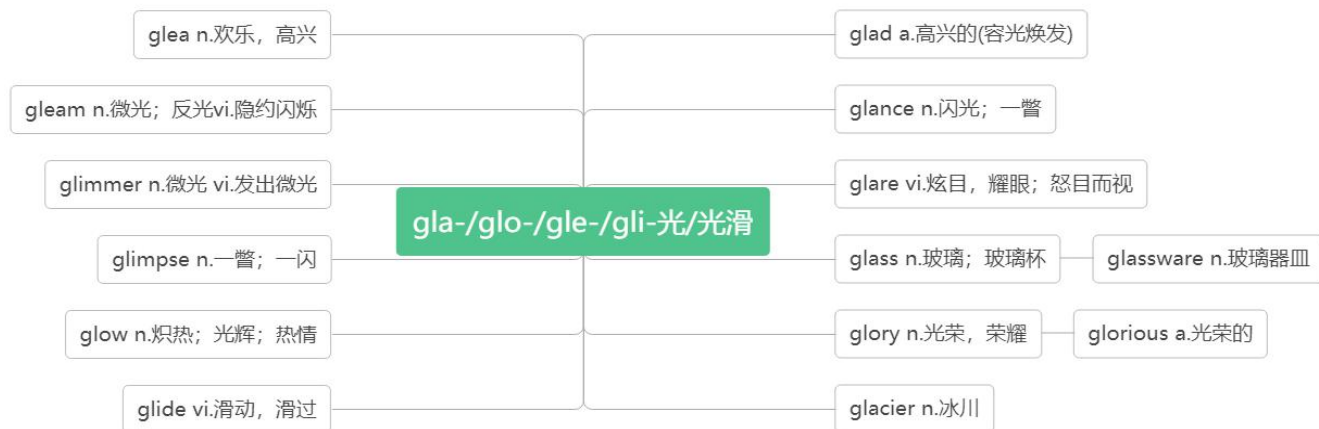 glea n.欢乐，高兴
gleam n.微光；反光vi.隐约闪烁
glimmer n.微光 vi.发出微光
glimpse n.一瞥；一闪
glow n.炽热；光辉；热情
glide vi.滑动，滑过
gla-/glo-/gle-/gli-光/光滑
glad a.高兴的(容光焕发)
glance n.闪光；一瞥
glare vi.炫目，耀眼；怒目而视
glass n.玻璃；玻璃杯
glassware n.玻璃器皿
glory n.光荣，荣耀
glorious a.光荣的
glacier n.冰川